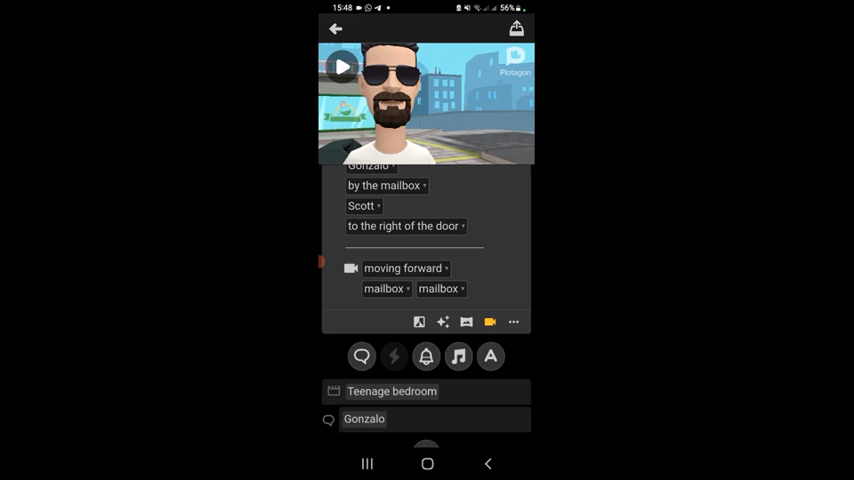 15:48
56%
Plotagon
Gonzalo
by the mailbox
Scott
to the right of the door
moving forward
mailbox mailbox
A
Teenage bedroom
Gonzalo